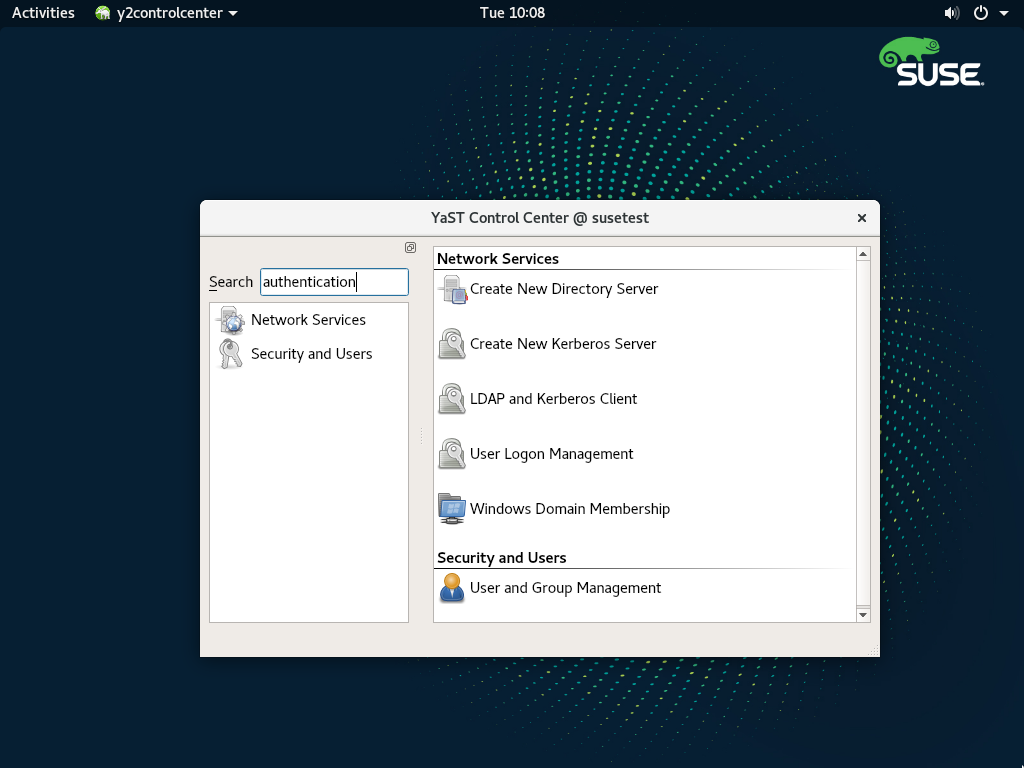 Activities y2controlcenter Tue 10:08
SUSE
YaST Control Center @ susetest
Search authentication
Network Services
Security and Users
Network Services
Create New Directory Server
Create New Kerberos Server
LDAP and Kerberos Client
User Logon Management
Windows Domain Membership
Security and Users
User and Group Management